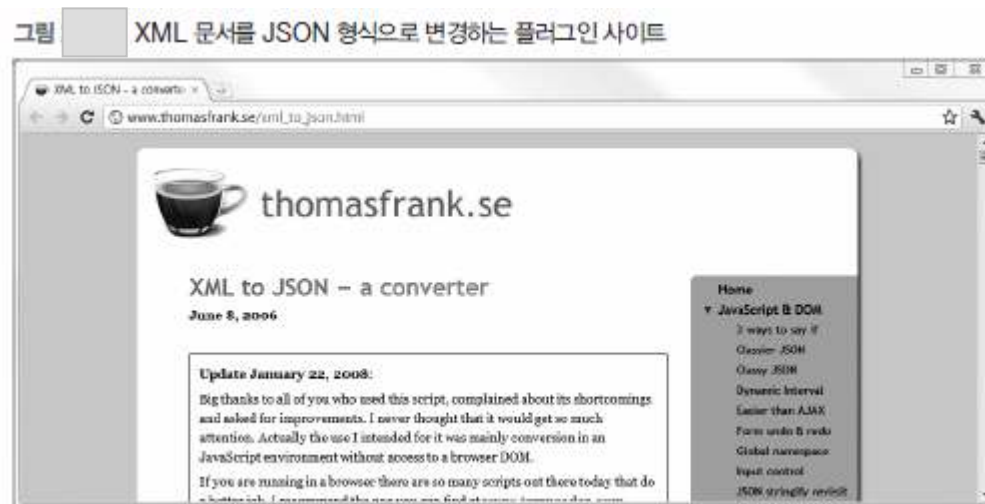 그림 XML 문서를 JSON 형식으로 변경하는 플러그인 사이트
XML to JSON - a converte
www.thomasfrank.se/xml_to_json.html
thomasfrank.se
XML to JSON – a converter
June 8, 2006
Update January 22, 2008:
Big thanks to all of you who used this script, complained about its shortcomings
and asked for improvements. I never thought that it would get so much
attention. Actually the use I intended for it was mainly conversion in an
JavaScript environment without access to a browser DOM.
If you are running in a browser there are so many scripts out there today that do
Home
▼ JavaScript & DOM
3 ways to say if
Classier JSON
Classy JSON
Dynamic Interval
Easier than AJAX
Form undo & redo
Global namespace
Input control
JSON stringify revisit